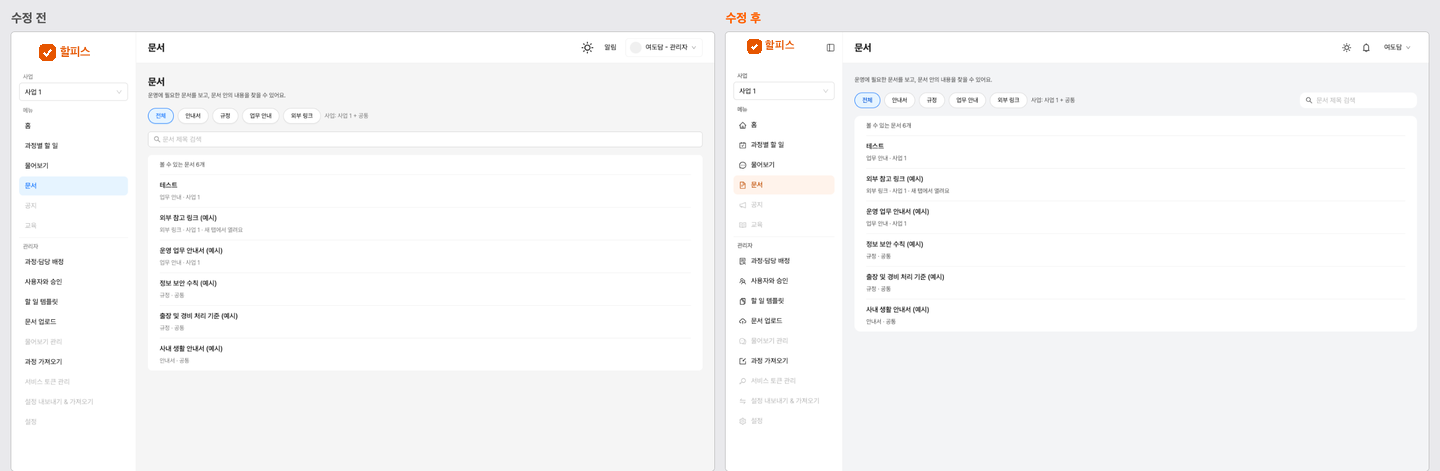 수정 전
할피스
사업
사업 1
메뉴
홈
과정별 할 일
물어보기
문서
공지
교육
관리자
과정·담당 배정
사용자와 승인
할 일 템플릿
문서 업로드
물어보기 관리
과정 가져오기
서비스 토큰 관리
설정 내보내기 & 가져오기
설정
문서
알림
여도담 - 관리자
문서
운영에 필요한 문서를 보고, 문서 안의 내용을 찾을 수 있어요.
전체
안내서
규정
업무 안내
외부 링크
사업: 사업 1 + 공통
문서 제목 검색
볼 수 있는 문서 6개
테스트
업무 안내 · 사업 1
외부 참고 링크 (예시)
외부 링크 · 사업 1 · 새 탭에서 열려요
운영 업무 안내서 (예시)
업무 안내 · 사업 1
정보 보안 수칙 (예시)
규정 · 공통
출장 및 경비 처리 기준 (예시)
규정 · 공통
사내 생활 안내서 (예시)
안내서 · 공통
수정 후
할피스
사업
사업 1
메뉴
홈
과정별 할 일
물어보기
문서
공지
교육
관리자
과정·담당 배정
사용자와 승인
할 일 템플릿
문서 업로드
물어보기 관리
과정 가져오기
서비스 토큰 관리
설정 내보내기 & 가져오기
설정
문서
여도담
운영에 필요한 문서를 보고, 문서 안의 내용을 찾을 수 있어요.
전체
안내서
규정
업무 안내
외부 링크
사업: 사업 1 + 공통
문서 제목 검색
볼 수 있는 문서 6개
테스트
업무 안내 · 사업 1
외부 참고 링크 (예시)
외부 링크 · 사업 1 · 새 탭에서 열려요
운영 업무 안내서 (예시)
업무 안내 · 사업 1
정보 보안 수칙 (예시)
규정 · 공통
출장 및 경비 처리 기준 (예시)
규정 · 공통
사내 생활 안내서 (예시)
안내서 · 공통